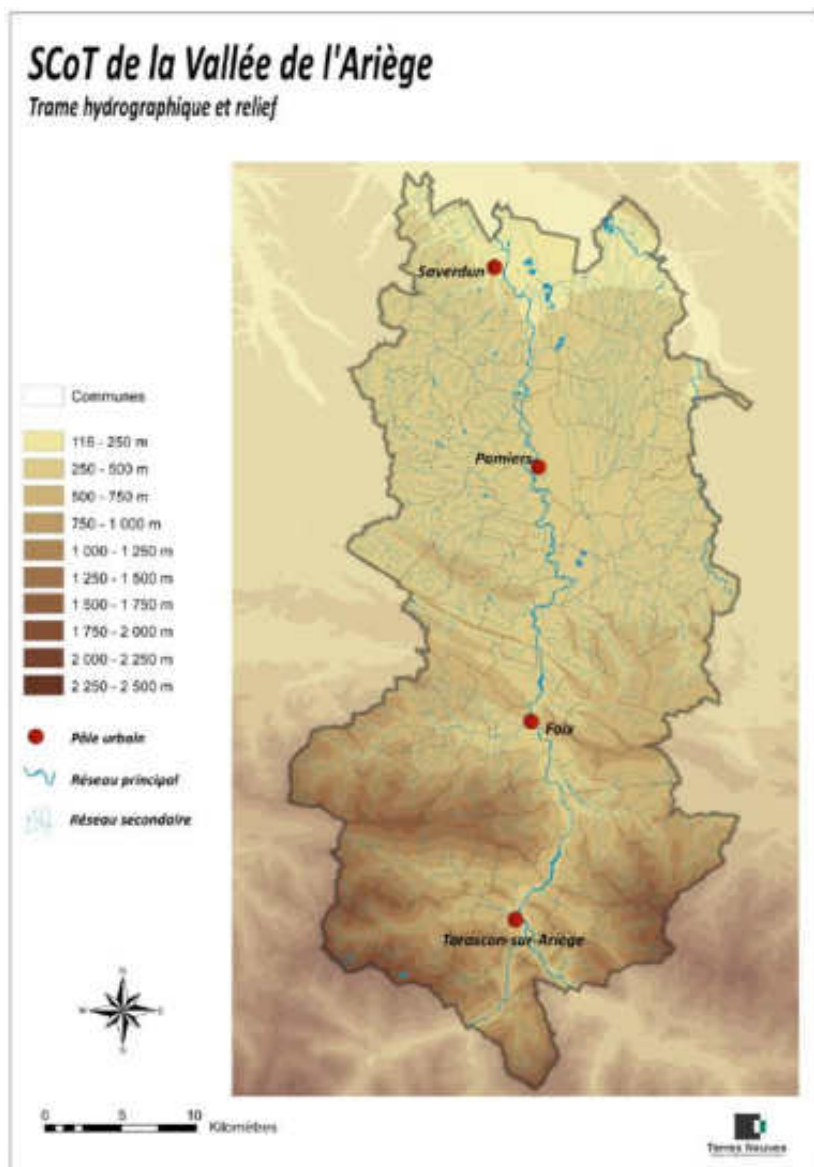 SCoT de la Vallée de l'Ariège
Trame hydrographique et relief
Saverdun
Pamiers
Foix
Tarascon-sur-Ariège
Communes
116 - 250 m
250 - 500 m
500 - 750 m
750 - 1 000 m
1 000 - 1 250 m
1 250 - 1 500 m
1 500 - 1 750 m
1 750 - 2 000 m
2 000 - 2 250 m
2 250 - 2 500 m
Pôle urbain
Réseau principal
Réseau secondaire
N
W
E
S
0 5 10
Kilomètres
Terres Neuves